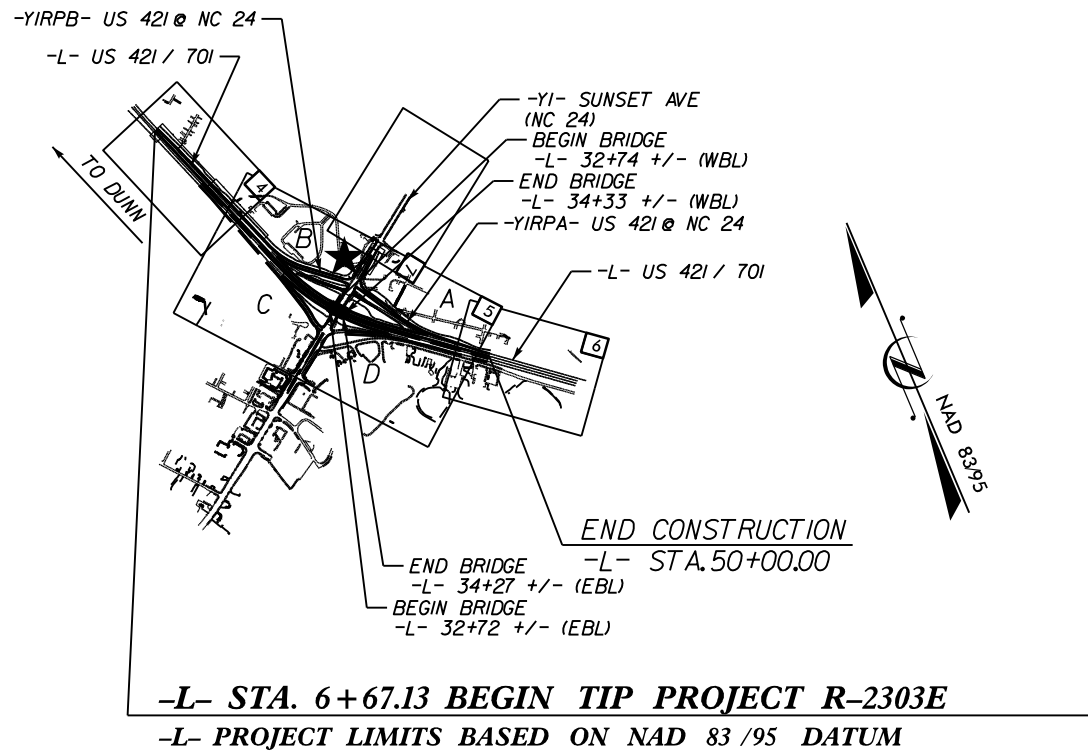 -Y1RPB- US 421 @ NC 24
-L- US 421 / 701
-Y1- SUNSET AVE
(NC 24)
BEGIN BRIDGE
-L- 32+74 +/- (WBL)
END BRIDGE
-L- 34+33 +/- (WBL)
-Y1RPA- US 421 @ NC 24
-L- US 421 / 701
TO DUNN
4
B
7
A
5
6
C
D
NAD 83/95
END CONSTRUCTION
-L- STA.50+00.00
END BRIDGE
-L- 34+27 +/- (EBL)
BEGIN BRIDGE
-L- 32+72 +/- (EBL)
-L- STA. 6+67.13 BEGIN TIP PROJECT R-2303E
-L- PROJECT LIMITS BASED ON NAD 83 /95 DATUM